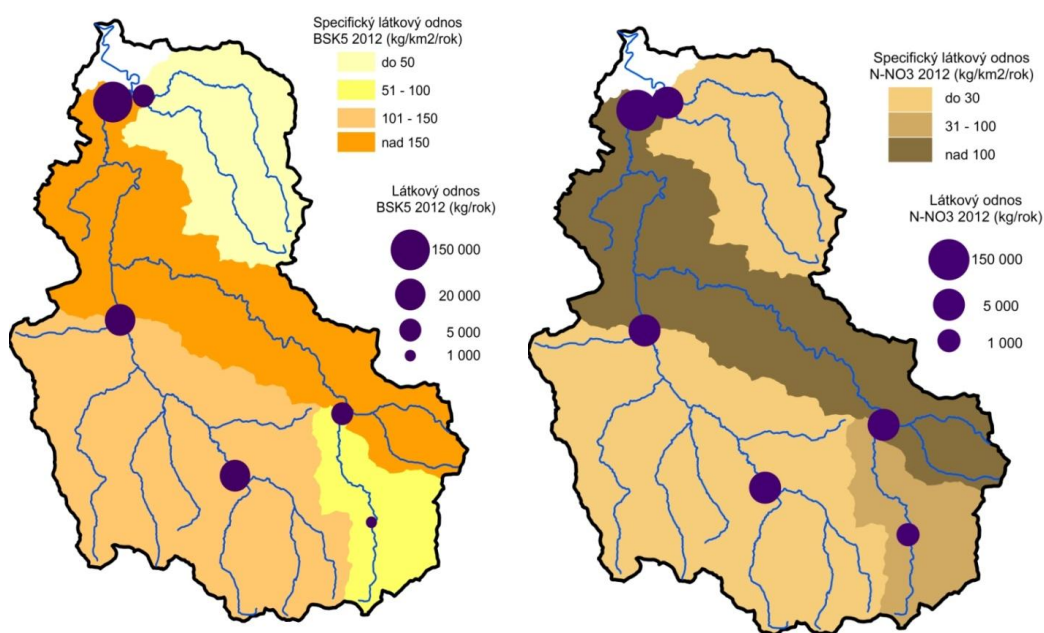 Specifický látkový odnos
BSK5 2012 (kg/km2/rok)
do 50
51 - 100
101 - 150
nad 150
Látkový odnos
BSK5 2012 (kg/rok)
150 000
20 000
5 000
1 000
Specifický látkový odnos
N-NO3 2012 (kg/km2/rok)
do 30
31 - 100
nad 100
Látkový odnos
N-NO3 2012 (kg/rok)
150 000
5 000
1 000